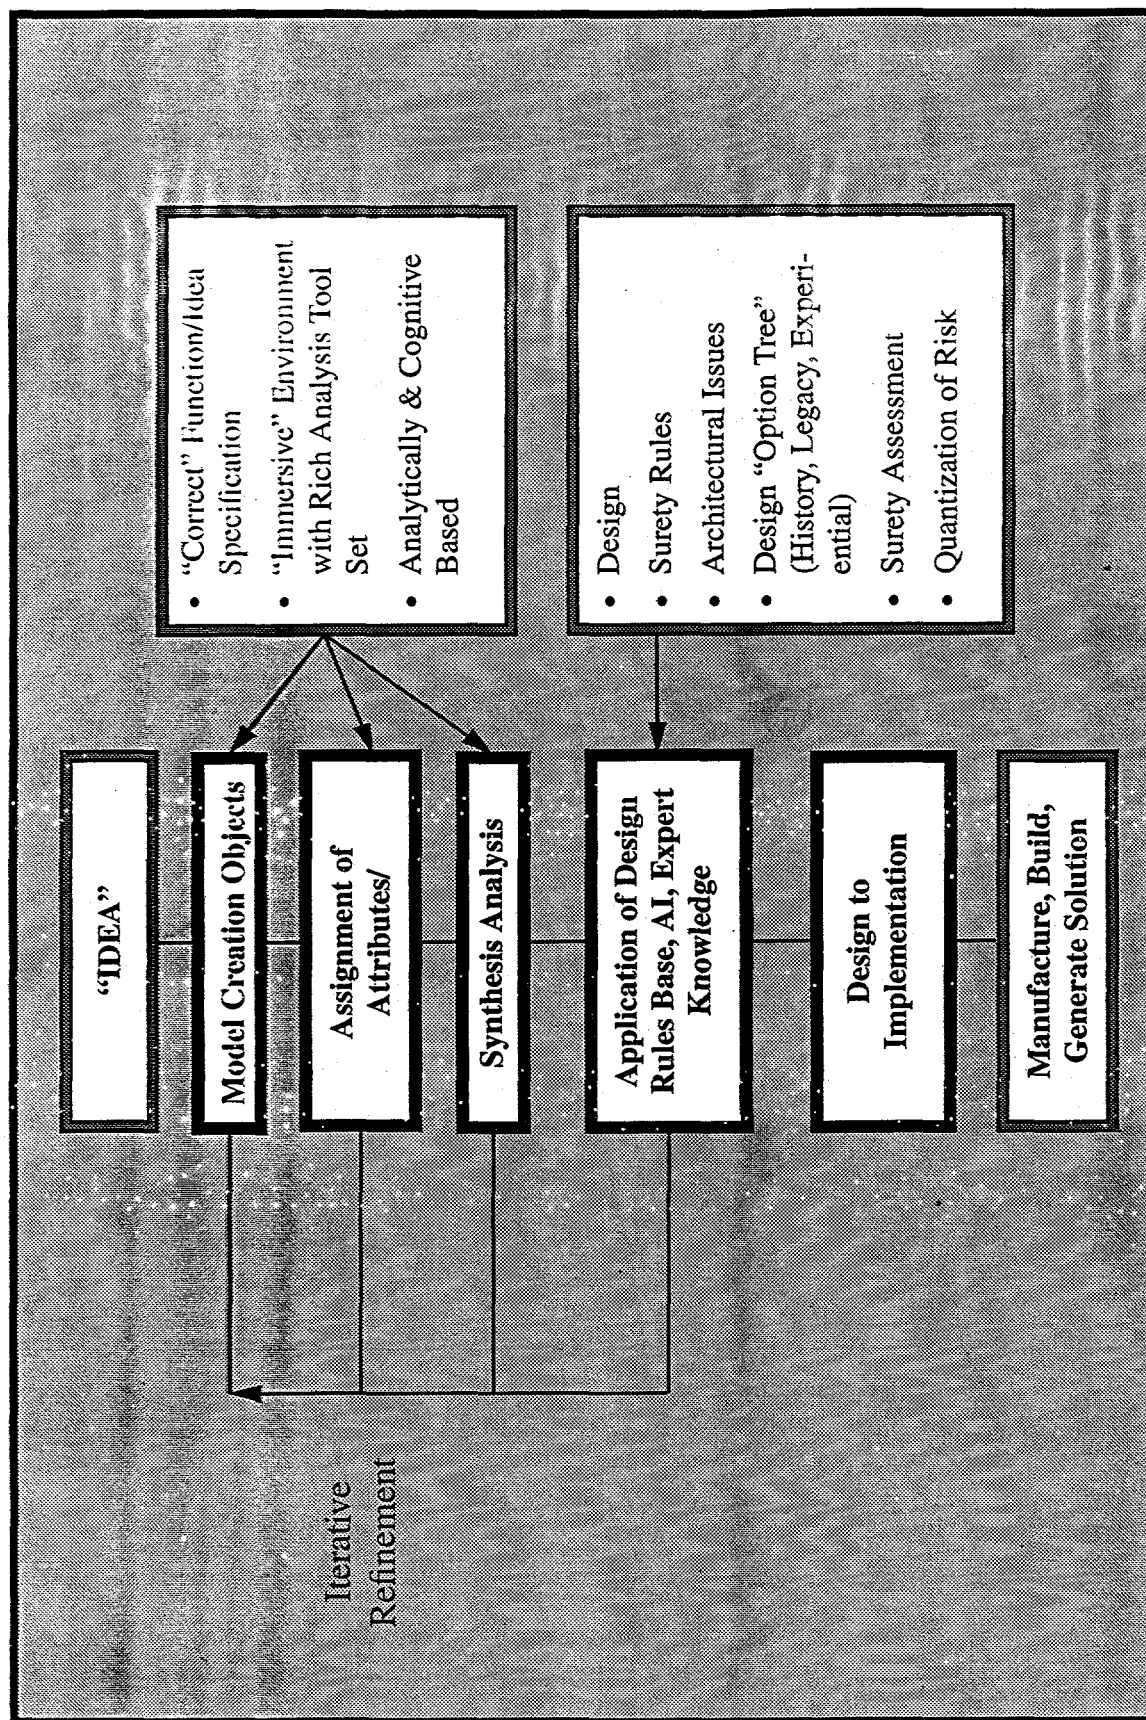 “IDEA”
Model Creation Objects
Assignment of
Attributes/
Synthesis Analysis
Application of Design
Rules Base, AI, Expert
Knowledge
Design to
Implementation
Manufacture, Build,
Generate Solution
Iterative
Refinement
• “Correct” Function/Idea
Specification
• “Immersive” Environment
with Rich Analysis Tool
Set
• Analytically & Cognitive
Based
• Design
• Surety Rules
• Architectural Issues
• Design “Option Tree”
(History, Legacy, Experi-
ential)
• Surety Assessment
• Quantization of Risk